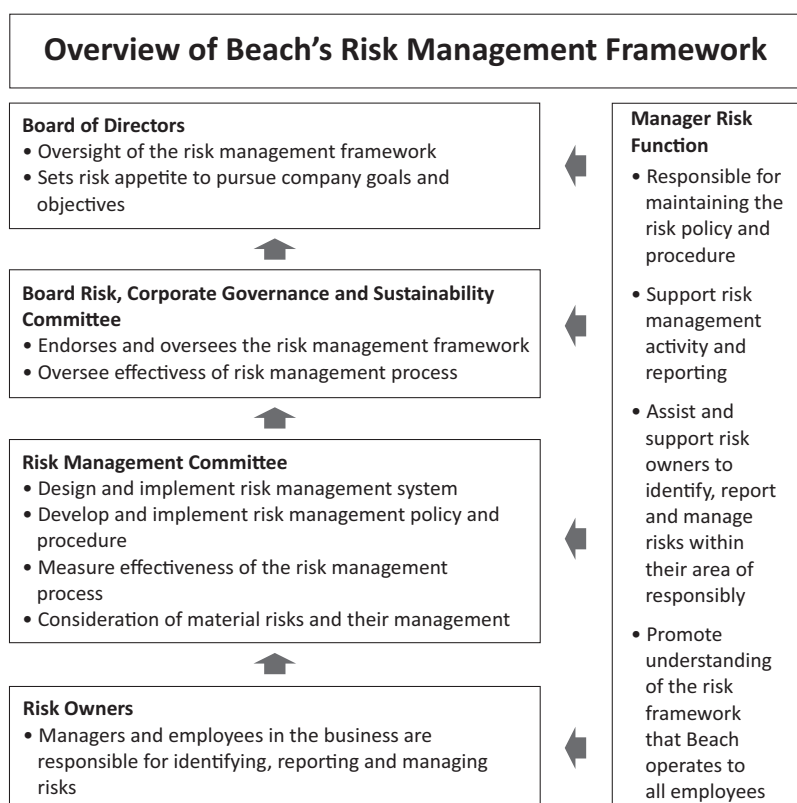 Overview of Beach's Risk Management Framework
Board of Directors
• Oversight of the risk management framework
• Sets risk appetite to pursue company goals and
objectives
Board Risk, Corporate Governance and Sustainability
Committee
• Endorses and oversees the risk management framework
• Oversee effectivess of risk management process
Risk Management Committee
• Design and implement risk management system
• Develop and implement risk management policy and
procedure
• Measure effectiveness of the risk management
process
• Consideration of material risks and their management
Risk Owners
• Managers and employees in the business are
responsible for identifying, reporting and managing
risks
Manager Risk
Function
• Responsible for
maintaining the
risk policy and
procedure
• Support risk
management
activity and
reporting
• Assist and
support risk
owners to
identify, report
and manage
risks within
their area of
responsibly
• Promote
understanding
of the risk
framework
that Beach
operates to
all employees